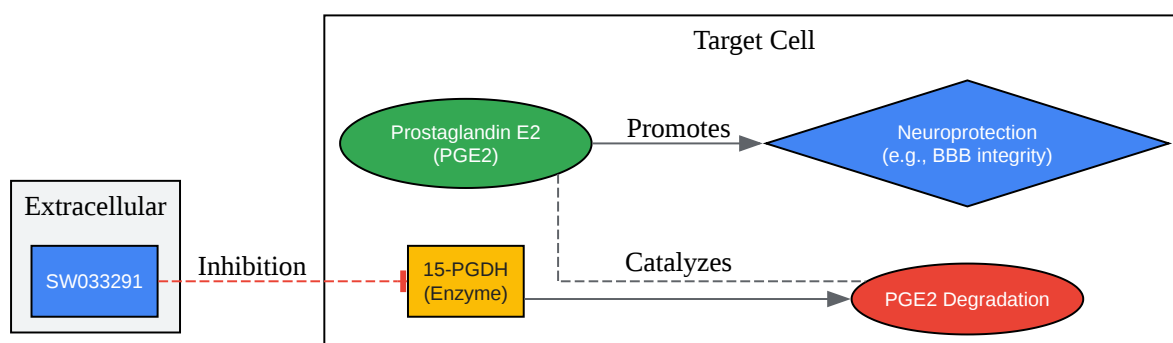 Target Cell
Prostaglandin E2
(PGE2)
Promotes
Neuroprotection
(e.g., BBB integrity)
Extracellular
SW033291
Inhibition
15-PGDH
(Enzyme)
Catalyzes
PGE2 Degradation